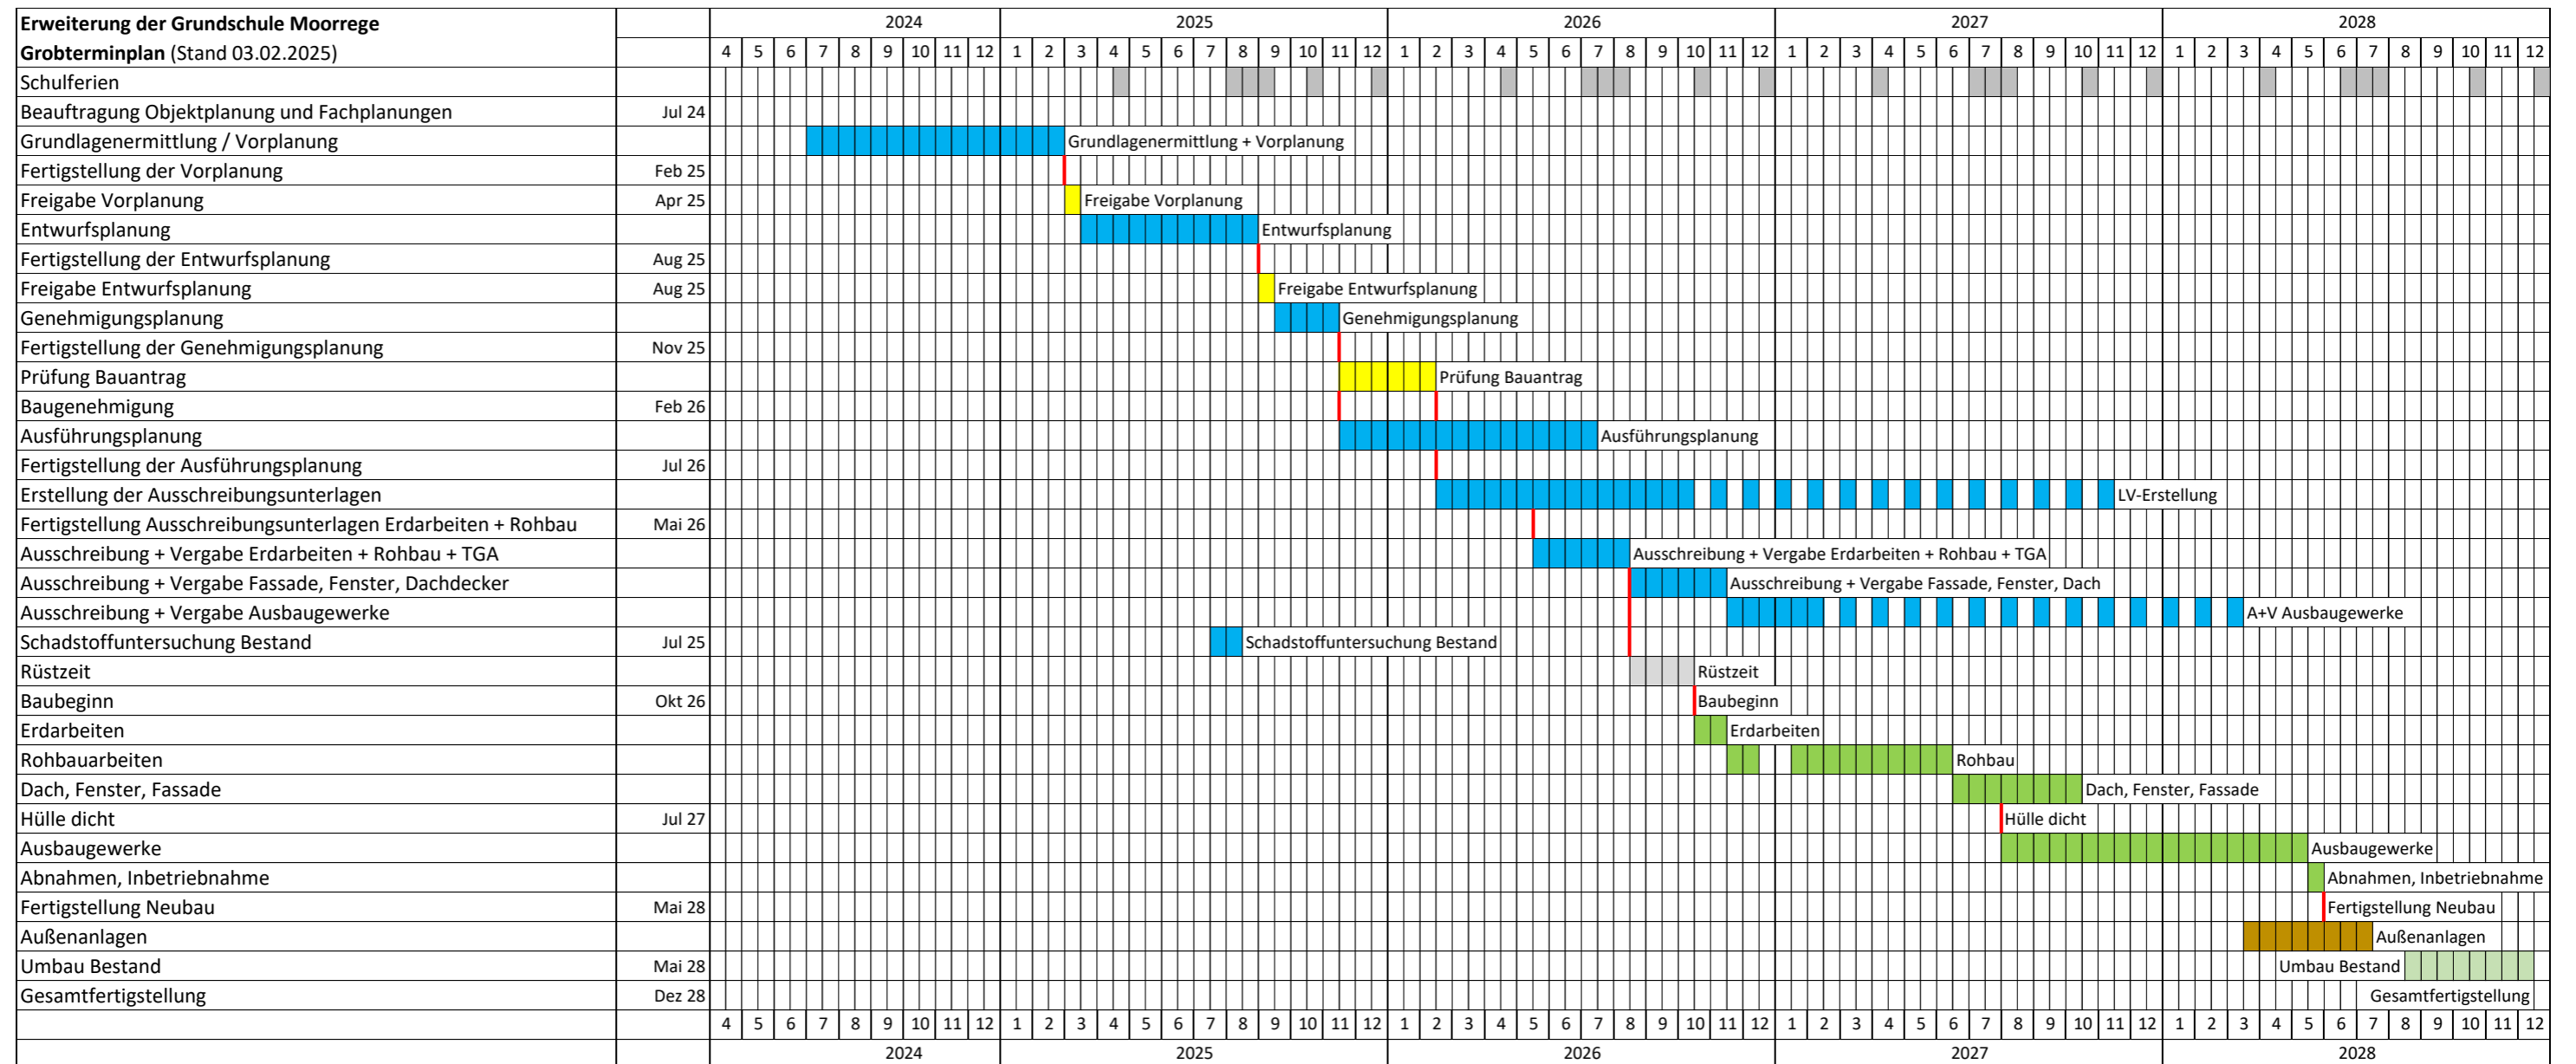 Erweiterung der Grundschule Moorrege 2024 2025 2026 2027 2028
Grobterminplan (Stand 03.02.2025) 4 5 6 7 8 9 10 11 12 1 2 3 4 5 6 7 8 9 10 11 12 1 2 3 4 5 6 7 8 9 10 11 12 1 2 3 4 5 6 7 8 9 10 11 12 1 2 3 4 5 6 7 8 9 10 11 12
Schulferien
Beauftragung Objektplanung und Fachplanungen Jul 24
Grundlagenermittlung / Vorplanung Grundlagenermittlung + Vorplanung
Fertigstellung der Vorplanung Feb 25
Freigabe Vorplanung Apr 25 Freigabe Vorplanung
Entwurfsplanung Entwurfsplanung
Fertigstellung der Entwurfsplanung Aug 25
Freigabe Entwurfsplanung Aug 25 Freigabe Entwurfsplanung
Genehmigungsplanung Genehmigungsplanung
Fertigstellung der Genehmigungsplanung Nov 25
Prüfung Bauantrag Prüfung Bauantrag
Baugenehmigung Feb 26
Ausführungsplanung Ausführungsplanung
Fertigstellung der Ausführungsplanung Jul 26
Erstellung der Ausschreibungsunterlagen LV-Erstellung
Fertigstellung Ausschreibungsunterlagen Erdarbeiten + Rohbau Mai 26
Ausschreibung + Vergabe Erdarbeiten + Rohbau + TGA Ausschreibung + Vergabe Erdarbeiten + Rohbau + TGA
Ausschreibung + Vergabe Fassade, Fenster, Dachdecker Ausschreibung + Vergabe Fassade, Fenster, Dach
Ausschreibung + Vergabe Ausbaugewerke A+V Ausbaugewerke
Schadstoffuntersuchung Bestand Jul 25 Schadstoffuntersuchung Bestand
Rüstzeit Rüstzeit
Baubeginn Okt 26 Baubeginn
Erdarbeiten Erdarbeiten
Rohbauarbeiten Rohbau
Dach, Fenster, Fassade Dach, Fenster, Fassade
Hülle dicht Jul 27 Hülle dicht
Ausbaugewerke Ausbaugewerke
Abnahmen, Inbetriebnahme Abnahmen, Inbetriebnahme
Fertigstellung Neubau Mai 28 Fertigstellung Neubau
Außenanlagen Außenanlagen
Umbau Bestand Mai 28 Umbau Bestand
Gesamtfertigstellung Dez 28 Gesamtfertigstellung
4 5 6 7 8 9 10 11 12 1 2 3 4 5 6 7 8 9 10 11 12 1 2 3 4 5 6 7 8 9 10 11 12 1 2 3 4 5 6 7 8 9 10 11 12 1 2 3 4 5 6 7 8 9 10 11 12
2024 2025 2026 2027 2028